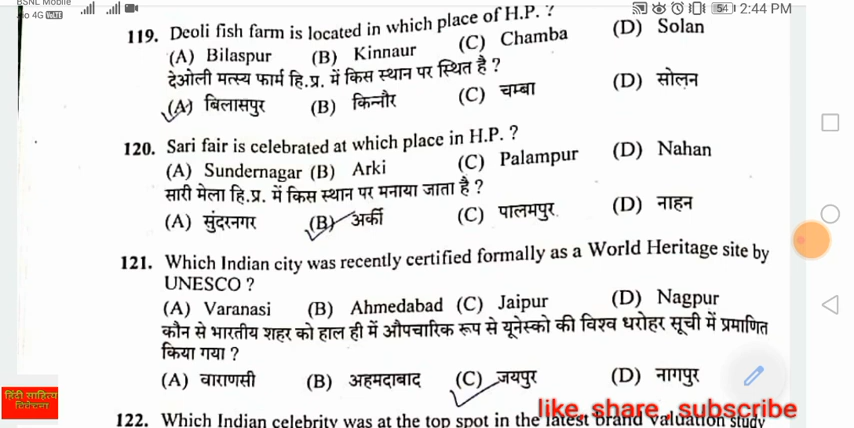 BSNL Mobile
4G VoLTE
54 2:44 PM
119. Deoli fish farm is located in which place of H.P. ?
(A) Bilaspur (B) Kinnaur (C) Chamba (D) Solan
देओली मत्स्य फार्म हि.प्र. में किस स्थान पर स्थित है ?
(A) बिलासपुर (B) किन्नौर (C) चम्बा (D) सोलन
120. Sari fair is celebrated at which place in H.P. ?
(A) Sundernagar (B) Arki (C) Palampur (D) Nahan
सारी मेला हि.प्र. में किस स्थान पर मनाया जाता है ?
(A) सुंदरनगर (B) अर्की (C) पालमपुर (D) नाहन
121. Which Indian city was recently certified formally as a World Heritage site by
UNESCO ?
(A) Varanasi (B) Ahmedabad (C) Jaipur (D) Nagpur
कौन से भारतीय शहर को हाल ही में औपचारिक रूप से यूनेस्को की विश्व धरोहर सूची में प्रमाणित
किया गया ?
(A) वाराणसी (B) अहमदाबाद (C) जयपुर (D) नागपुर
हिंदी साहित्य
विवेचना
like, share , subscribe
122. Which Indian celebrity was at the top spot in the latest brand valuation study